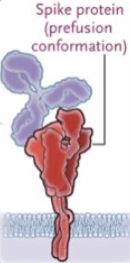 Spike protein
(prefusion
conformation)